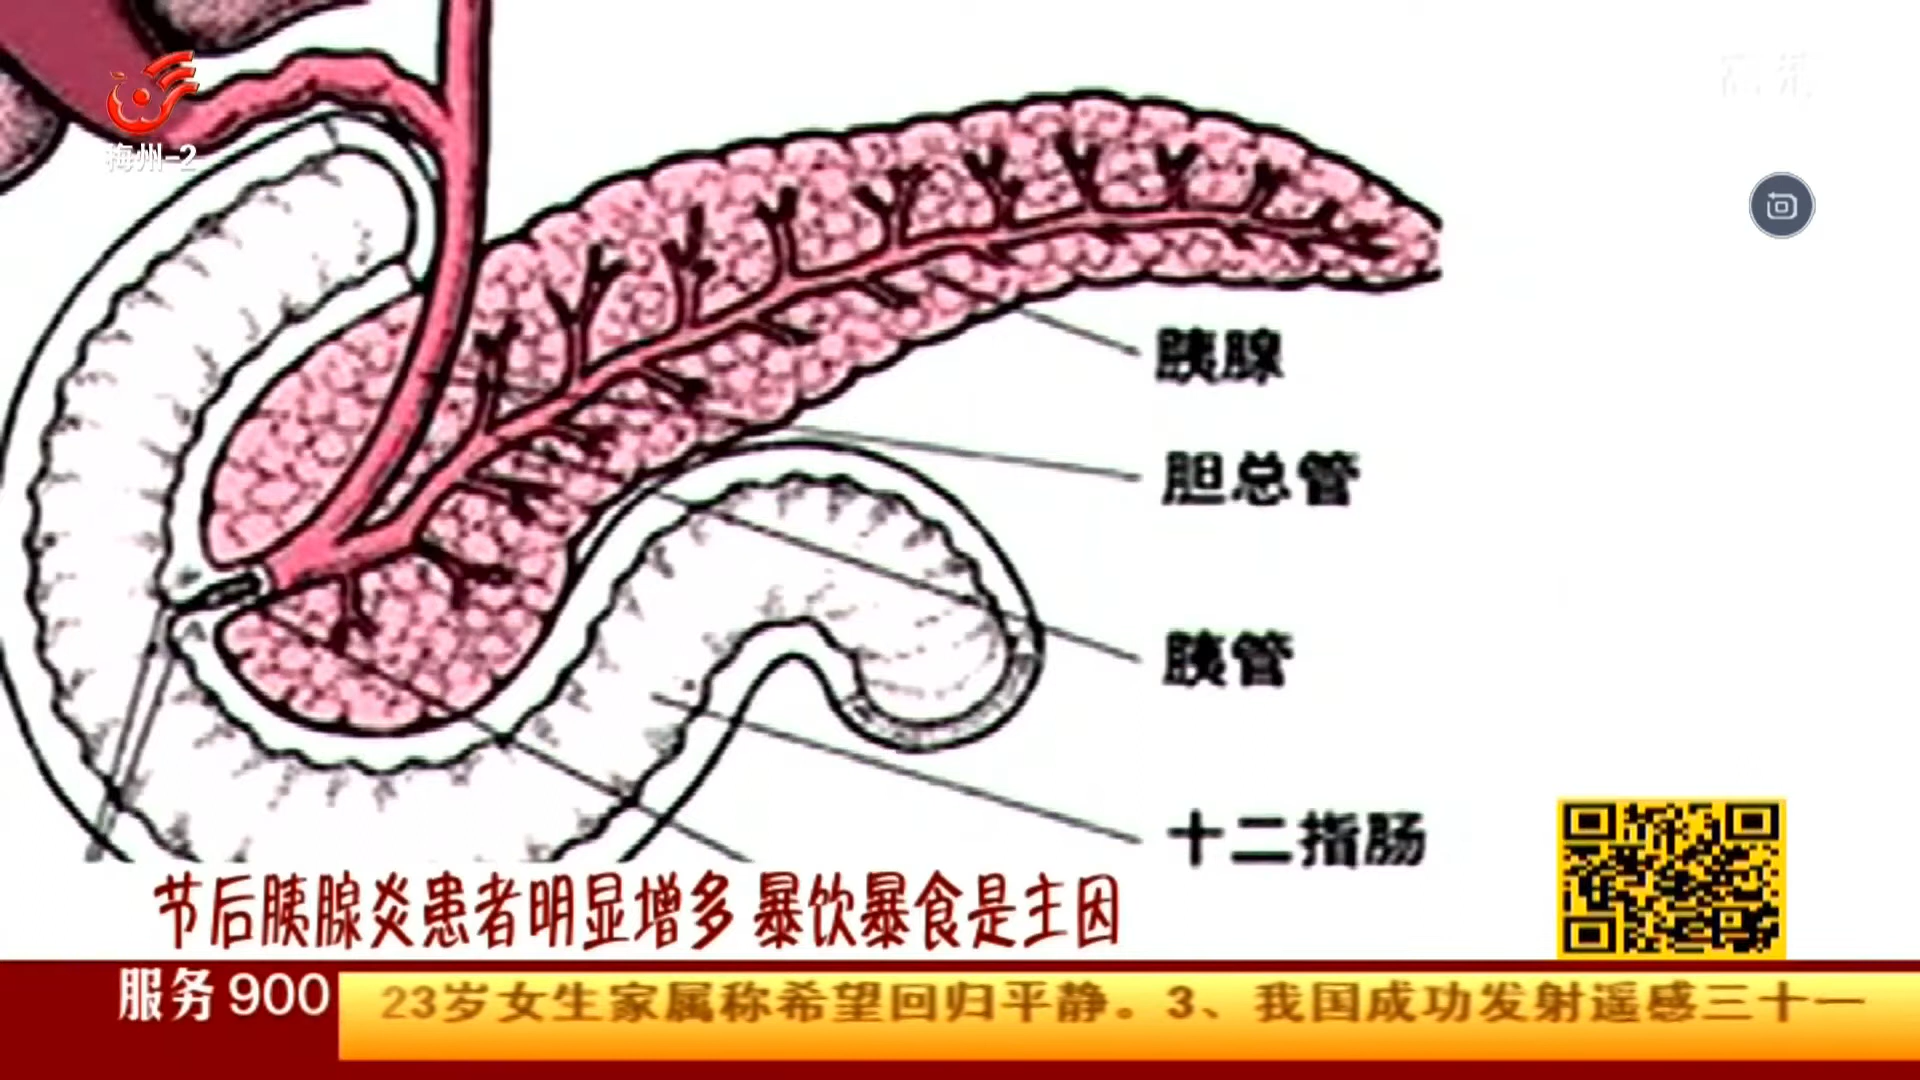 梅州-2
高清
胰腺
胆总管
胰管
十二指肠
节后胰腺炎患者明显增多 暴饮暴食是主因
服务900
23岁女生家属称希望回归平静。3、我国成功发射遥感三十一